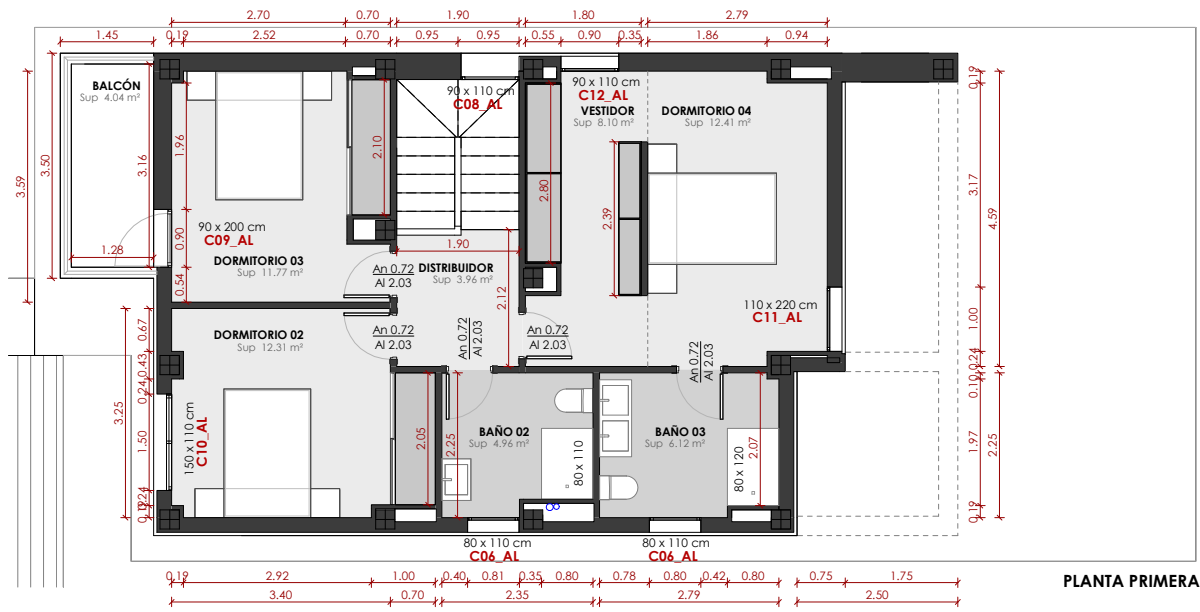 2.70
0.70
1.90
1.80
2.79
1.45
0.19
2.52
0.70
0.95
0.95
0.55
0.90
0.35
1.86
0.94
BALCÓN
Sup 4.04 m²
90 x 110 cm
C08_AL
90 x 110 cm
C12_AL
VESTIDOR
Sup 8.10 m²
DORMITORIO 04
Sup 12.41 m²
0.19
3.59
3.50
3.16
1.96
2.10
2.80
2.39
3.17
4.59
90 x 200 cm
C09_AL
0.90
1.28
DORMITORIO 03
Sup 11.77 m²
0.54
1.90
An 0.72
Al 2.03
DISTRIBUIDOR
Sup 3.96 m²
2.12
110 x 220 cm
C11_AL
1.00
0.67
DORMITORIO 02
Sup 12.31 m²
An 0.72
Al 2.03
An 0.72
Al 2.03
An 0.72
Al 2.03
An 0.72
Al 2.03
0.24
0.10
0.43
0.24
3.25
1.50
150 x 110 cm
C10_AL
2.05
2.25
BAÑO 02
Sup 4.96 m²
80 x 110
BAÑO 03
Sup 6.12 m²
80 x 120
2.07
1.97
2.25
0.24
0.19
0.19
80 x 110 cm
C06_AL
80 x 110 cm
C06_AL
0.19
2.92
1.00
0.40
0.81
0.35
0.80
0.78
0.80
0.42
0.80
0.75
1.75
3.40
0.70
2.35
2.79
2.50
PLANTA PRIMERA